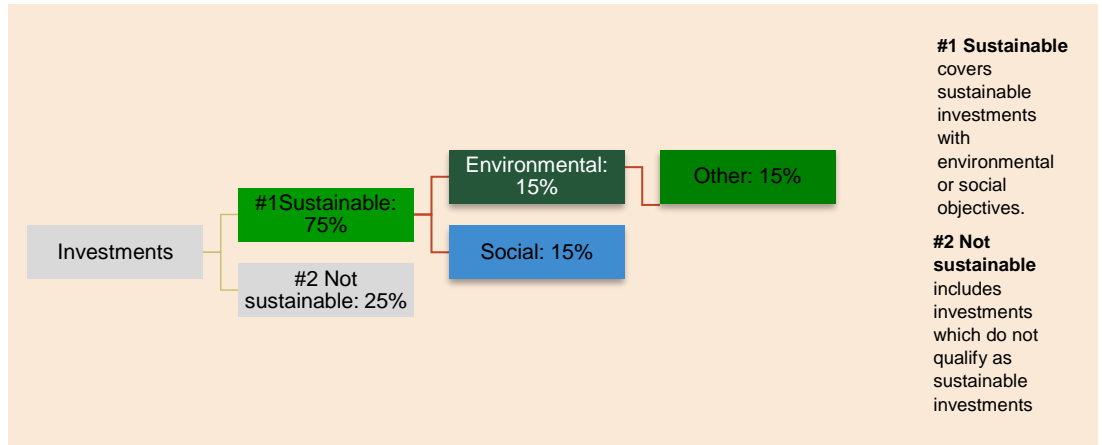 Investments
#1Sustainable:
75%
#2 Not
sustainable: 25%
Environmental:
15%
Social: 15%
Other: 15%
#1 Sustainable
covers
sustainable
investments
with
environmental
or social
objectives.
#2 Not
sustainable
includes
investments
which do not
qualify as
sustainable
investments